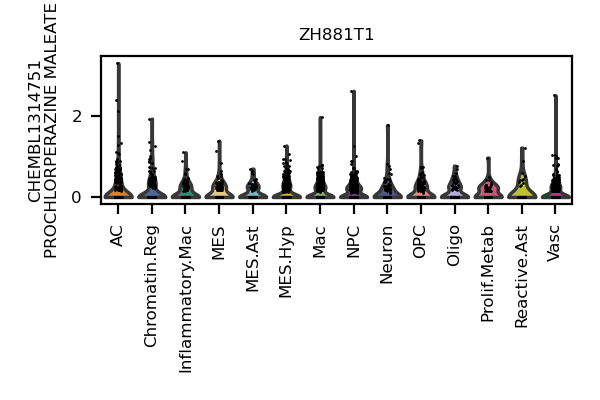 ZH881T1
CHEMBL1314751
PROCHLORPERAZINE MALEATE
2
0
AC
Chromatin.Reg
Inflammatory.Mac
MES
MES.Ast
MES.Hyp
Mac
NPC
Neuron
OPC
Oligo
Prolif.Metab
Reactive.Ast
Vasc